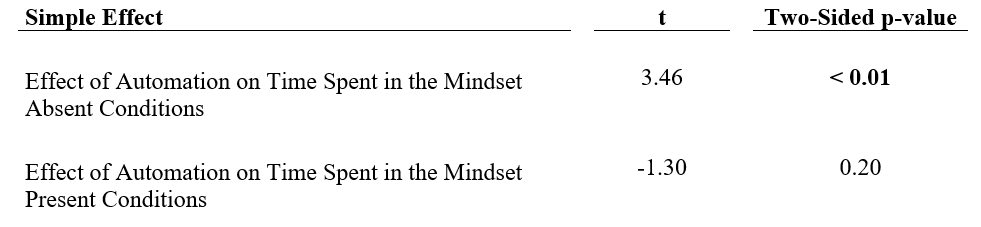 Simple Effect t Two-Sided p-value
Effect of Automation on Time Spent in the Mindset 3.46 < 0.01
Absent Conditions
Effect of Automation on Time Spent in the Mindset -1.30 0.20
Present Conditions